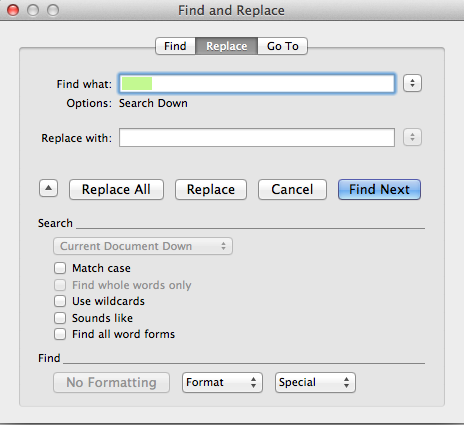 Find and Replace
Find Replace Go To
Find what:
Options: Search Down
Replace with:
Replace All Replace Cancel Find Next
Search
Current Document Down
Match case
Find whole words only
Use wildcards
Sounds like
Find all word forms
Find
No Formatting Format Special